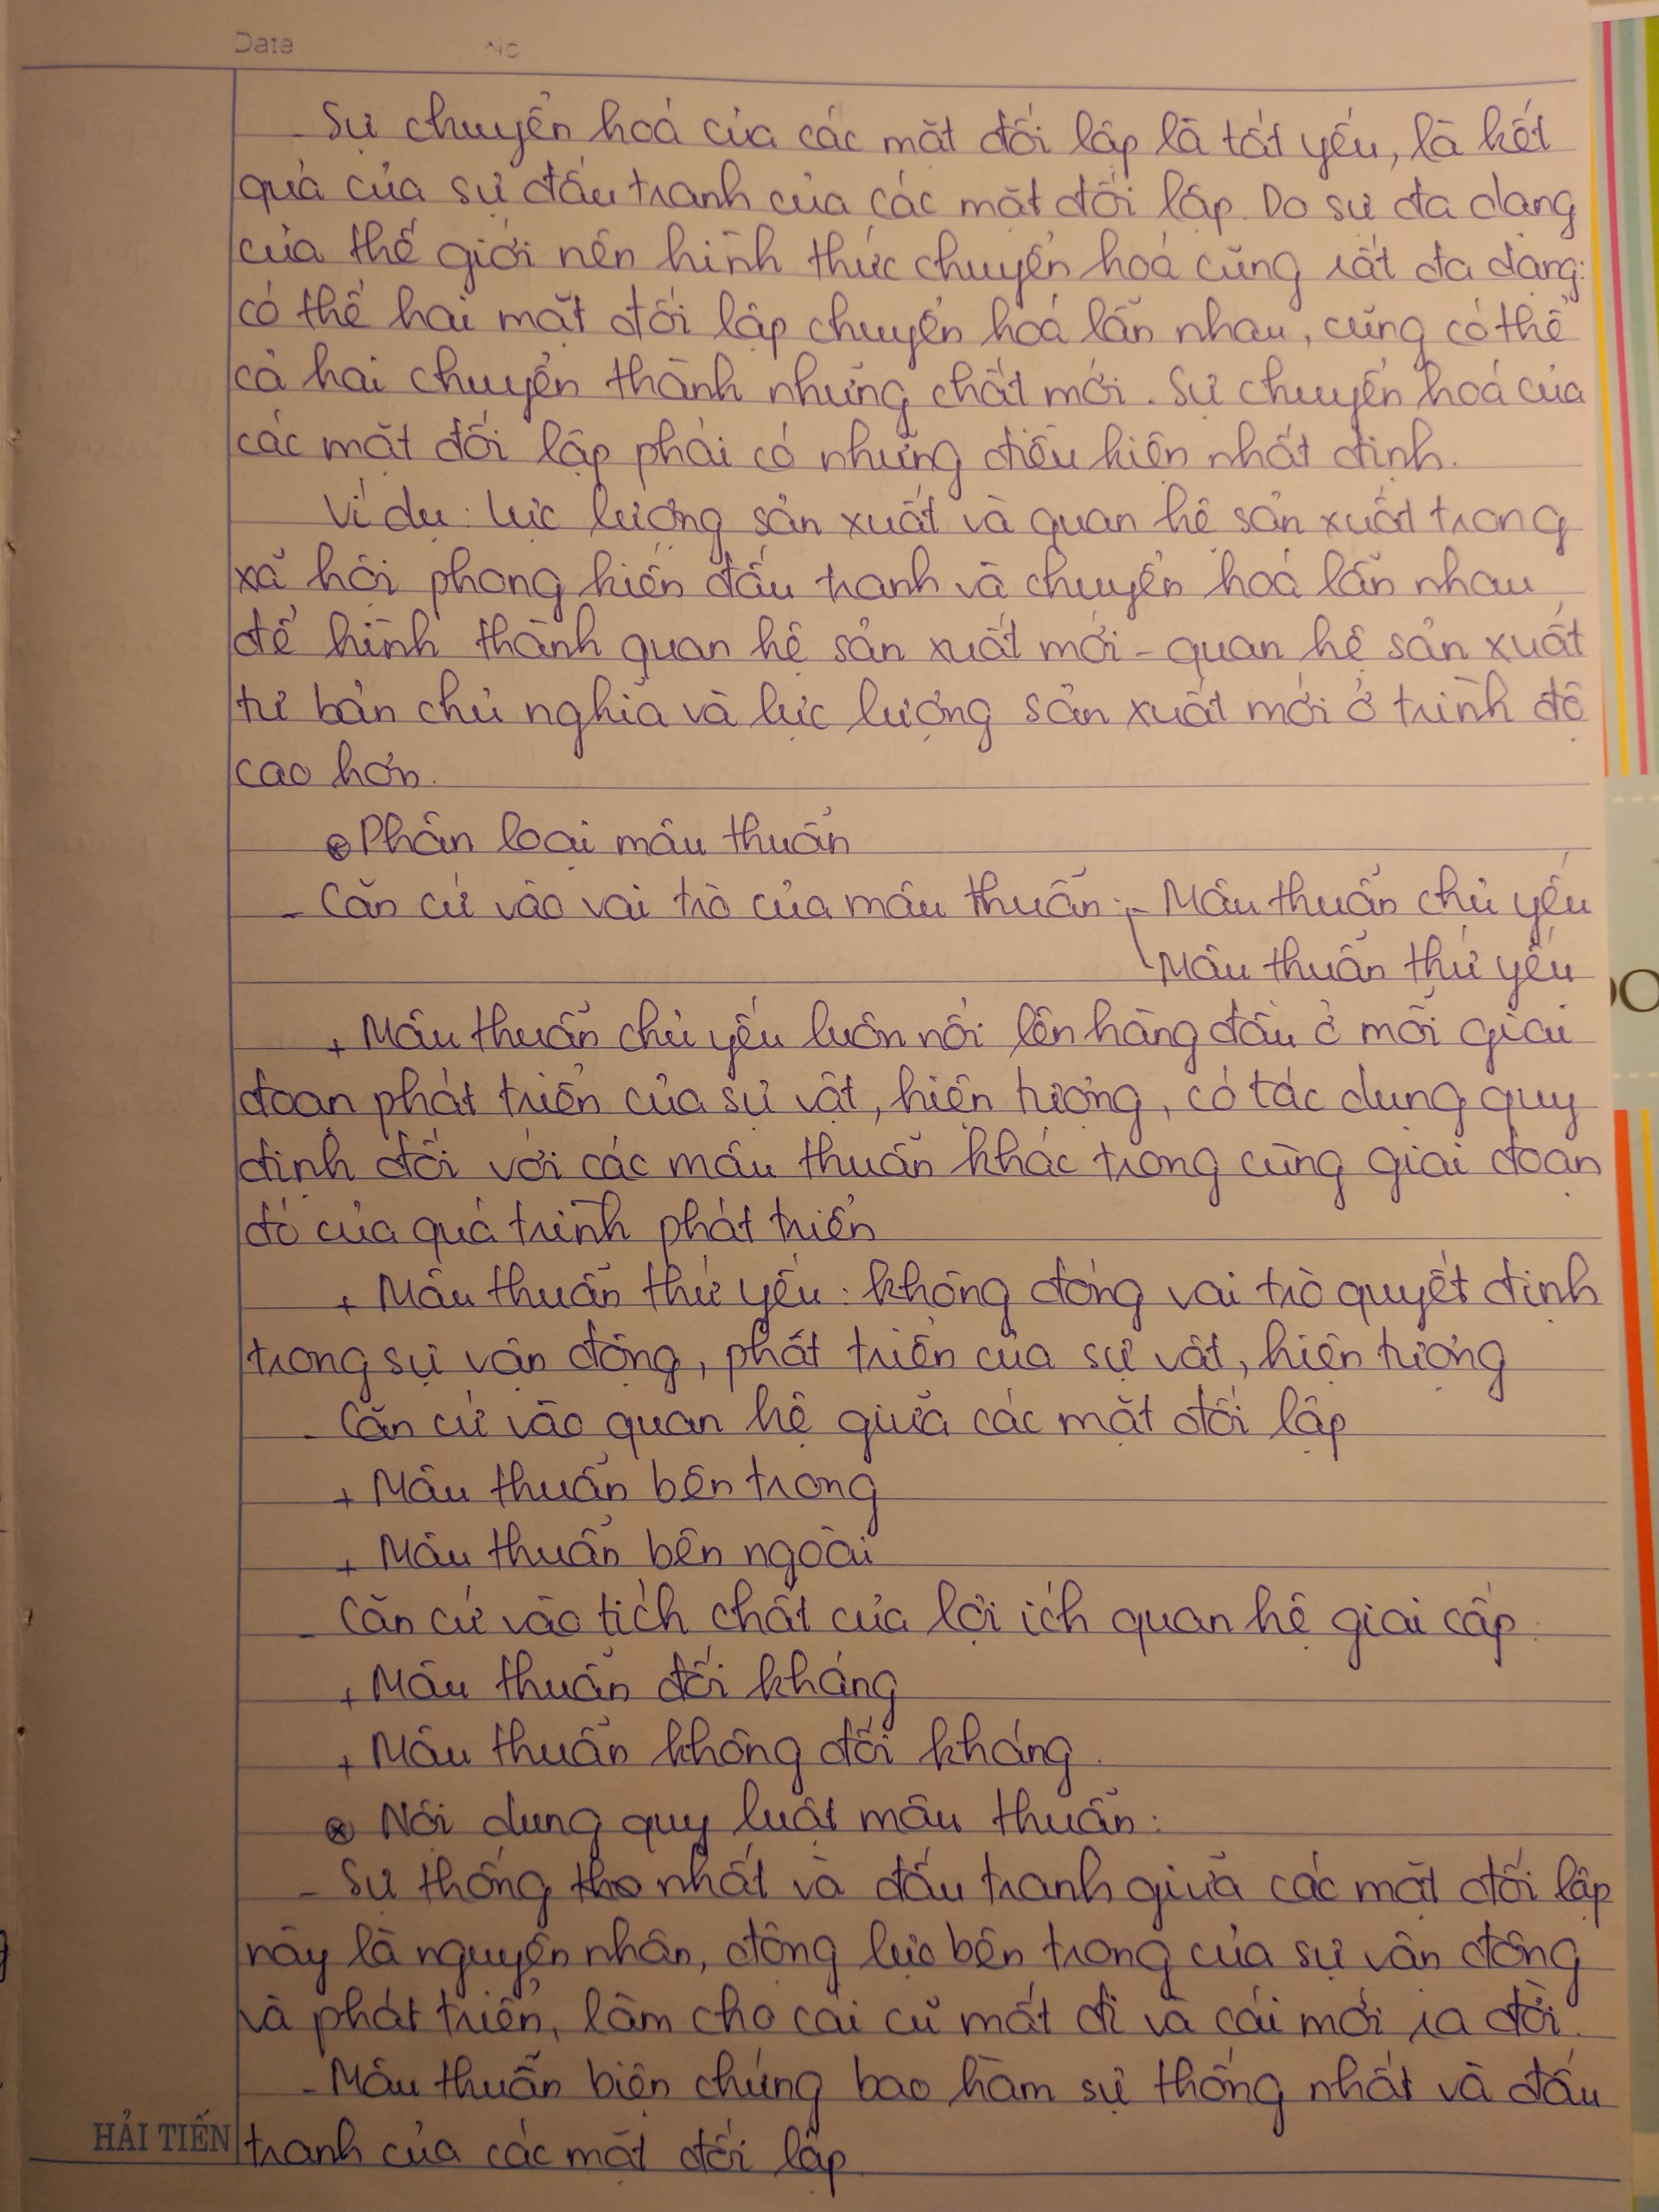 Date No
- Sự chuyển hoá của các mặt đối lập là tất yếu, là kết
quả của sự đấu tranh của các mặt đối lập. Do sự đa dạng
của thế giới nên hình thức chuyển hoá cũng rất đa dạng:
có thể hai mặt đối lập chuyển hoá lẫn nhau, cũng có thể
cả hai chuyển thành những chất mới. Sự chuyển hoá của
các mặt đối lập phải có những điều kiện nhất định.
Ví dụ: lực lượng sản xuất và quan hệ sản xuất trong
xã hội phong kiến đấu tranh và chuyển hoá lẫn nhau
để hình thành quan hệ sản xuất mới - quan hệ sản xuất
tư bản chủ nghĩa và lực lượng sản xuất mới ở trình độ
cao hơn.
⊗ Phân loại mâu thuẫn
- Căn cứ vào vai trò của mâu thuẫn: - Mâu thuẫn chủ yếu
Mâu thuẫn thứ yếu
+ Mâu thuẫn chủ yếu luôn nổi lên hàng đầu ở mỗi giai
đoạn phát triển của sự vật, hiện tượng, có tác dụng quy
định đối với các mâu thuẫn khác trong cùng giai đoạn
đó của quá trình phát triển
+ Mâu thuẫn thứ yếu: không đóng vai trò quyết định
trong sự vận động, phát triển của sự vật, hiện tượng
- Căn cứ vào quan hệ giữa các mặt đối lập
+ Mâu thuẫn bên trong
+ Mâu thuẫn bên ngoài
- Căn cứ vào tích chất của lợi ích quan hệ giai cấp:
+ Mâu thuẫn đối kháng
+ Mâu thuẫn không đối kháng.
⊗ Nội dung quy luật mâu thuẫn:
- Sự thống tho nhất và đấu tranh giữa các mặt đối lập
này là nguyên nhân, động lực bên trong của sự vận động
và phát triển, làm cho cái cũ mất đi và cái mới ra đời.
- Mâu thuẫn biện chứng bao hàm sự thống nhất và đấu
HẢI TIẾN tranh của các mặt đối lập.